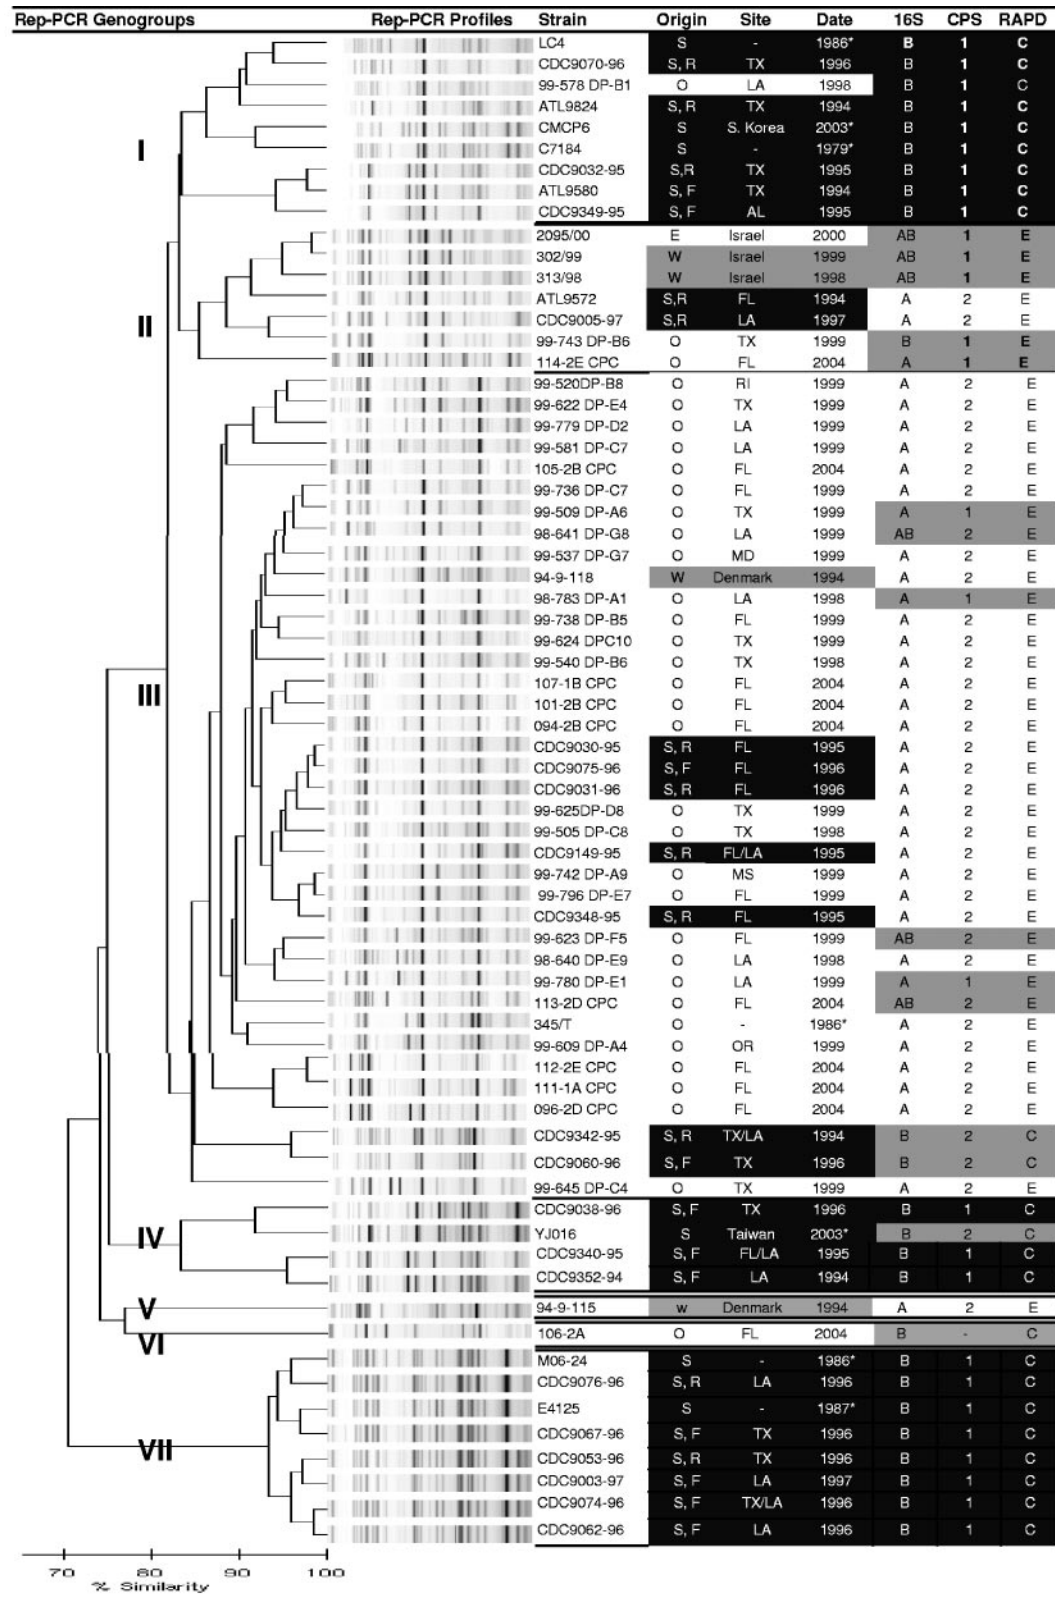 Rep-PCR Genogroups Rep-PCR Profiles Strain Origin Site Date 16S CPS RAPD
LC4 S - 1986* B 1 C
CDC9070-96 S, R TX 1996 B 1 C
99-578 DP-B1 O LA 1998 B 1 C
ATL9824 S, R TX 1994 B 1 C
CMCP6 S S. Korea 2003* B 1 C
I C7184 S - 1979* B 1 C
CDC9032-95 S,R TX 1995 B 1 C
ATL9580 S, F TX 1994 B 1 C
CDC9349-95 S, F AL 1995 B 1 C
2095/00 E Israel 2000 AB 1 E
302/99 W Israel 1999 AB 1 E
313/98 W Israel 1998 AB 1 E
ATL9572 S,R FL 1994 A 2 E
II CDC9005-97 S,R LA 1997 A 2 E
99-743 DP-B6 O TX 1999 B 1 E
114-2E CPC O FL 2004 A 1 E
99-520DP-B8 O RI 1999 A 2 E
99-622 DP-E4 O TX 1999 A 2 E
99-779 DP-D2 O LA 1999 A 2 E
99-581 DP-C7 O LA 1999 A 2 E
105-2B CPC O FL 2004 A 2 E
99-736 DP-C7 O FL 1999 A 2 E
99-509 DP-A6 O TX 1999 A 1 E
98-641 DP-G8 O LA 1999 AB 2 E
99-537 DP-G7 O MD 1999 A 2 E
94-9-118 W Denmark 1994 A 2 E
98-783 DP-A1 O LA 1998 A 1 E
99-738 DP-B5 O FL 1999 A 2 E
99-624 DPC10 O TX 1999 A 2 E
99-540 DP-B6 O TX 1998 A 2 E
107-1B CPC O FL 2004 A 2 E
III 101-2B CPC O FL 2004 A 2 E
094-2B CPC O FL 2004 A 2 E
CDC9030-95 S, R FL 1995 A 2 E
CDC9075-96 S, F FL 1996 A 2 E
CDC9031-96 S, R FL 1996 A 2 E
99-625DP-D8 O TX 1999 A 2 E
99-505 DP-C8 O TX 1998 A 2 E
CDC9149-95 S, R FL/LA 1995 A 2 E
99-742 DP-A9 O MS 1999 A 2 E
99-796 DP-E7 O FL 1999 A 2 E
CDC9348-95 S, R FL 1995 A 2 E
99-623 DP-F5 O FL 1999 AB 2 E
98-640 DP-E9 O LA 1998 A 2 E
99-780 DP-E1 O LA 1999 A 1 E
113-2D CPC O FL 2004 AB 2 E
345/T O - 1986* A 2 E
99-609 DP-A4 O OR 1999 A 2 E
112-2E CPC O FL 2004 A 2 E
111-1A CPC O FL 2004 A 2 E
096-2D CPC O FL 2004 A 2 E
CDC9342-95 S, R TX/LA 1994 B 2 C
CDC9060-96 S, F TX 1996 B 2 C
99-645 DP-C4 O TX 1999 A 2 E
CDC9038-96 S, F TX 1996 B 1 C
IV YJ016 S Taiwan 2003* B 2 C
CDC9340-95 S, F FL/LA 1995 B 1 C
CDC9352-94 S, F LA 1994 B 1 C
V 94-9-115 w Denmark 1994 A 2 E
VI 106-2A O FL 2004 B - C
M06-24 S - 1986* B 1 C
CDC9076-96 S, R LA 1996 B 1 C
E4125 S - 1987* B 1 C
VII CDC9067-96 S, F TX 1996 B 1 C
CDC9053-96 S, R TX 1996 B 1 C
CDC9003-97 S, F LA 1997 B 1 C
CDC9074-96 S, F TX/LA 1996 B 1 C
CDC9062-96 S, F LA 1996 B 1 C
70 80 90 100
% Similarity